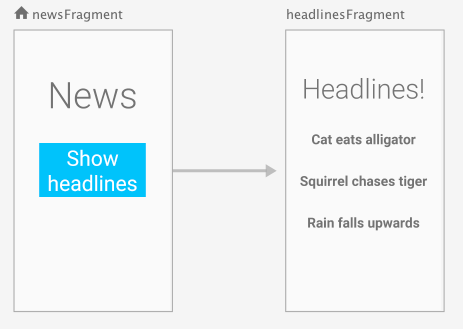 newsFragment
headlinesFragment
News
Show
headlines
Headlines!
Cat eats alligator
Squirrel chases tiger
Rain falls upwards